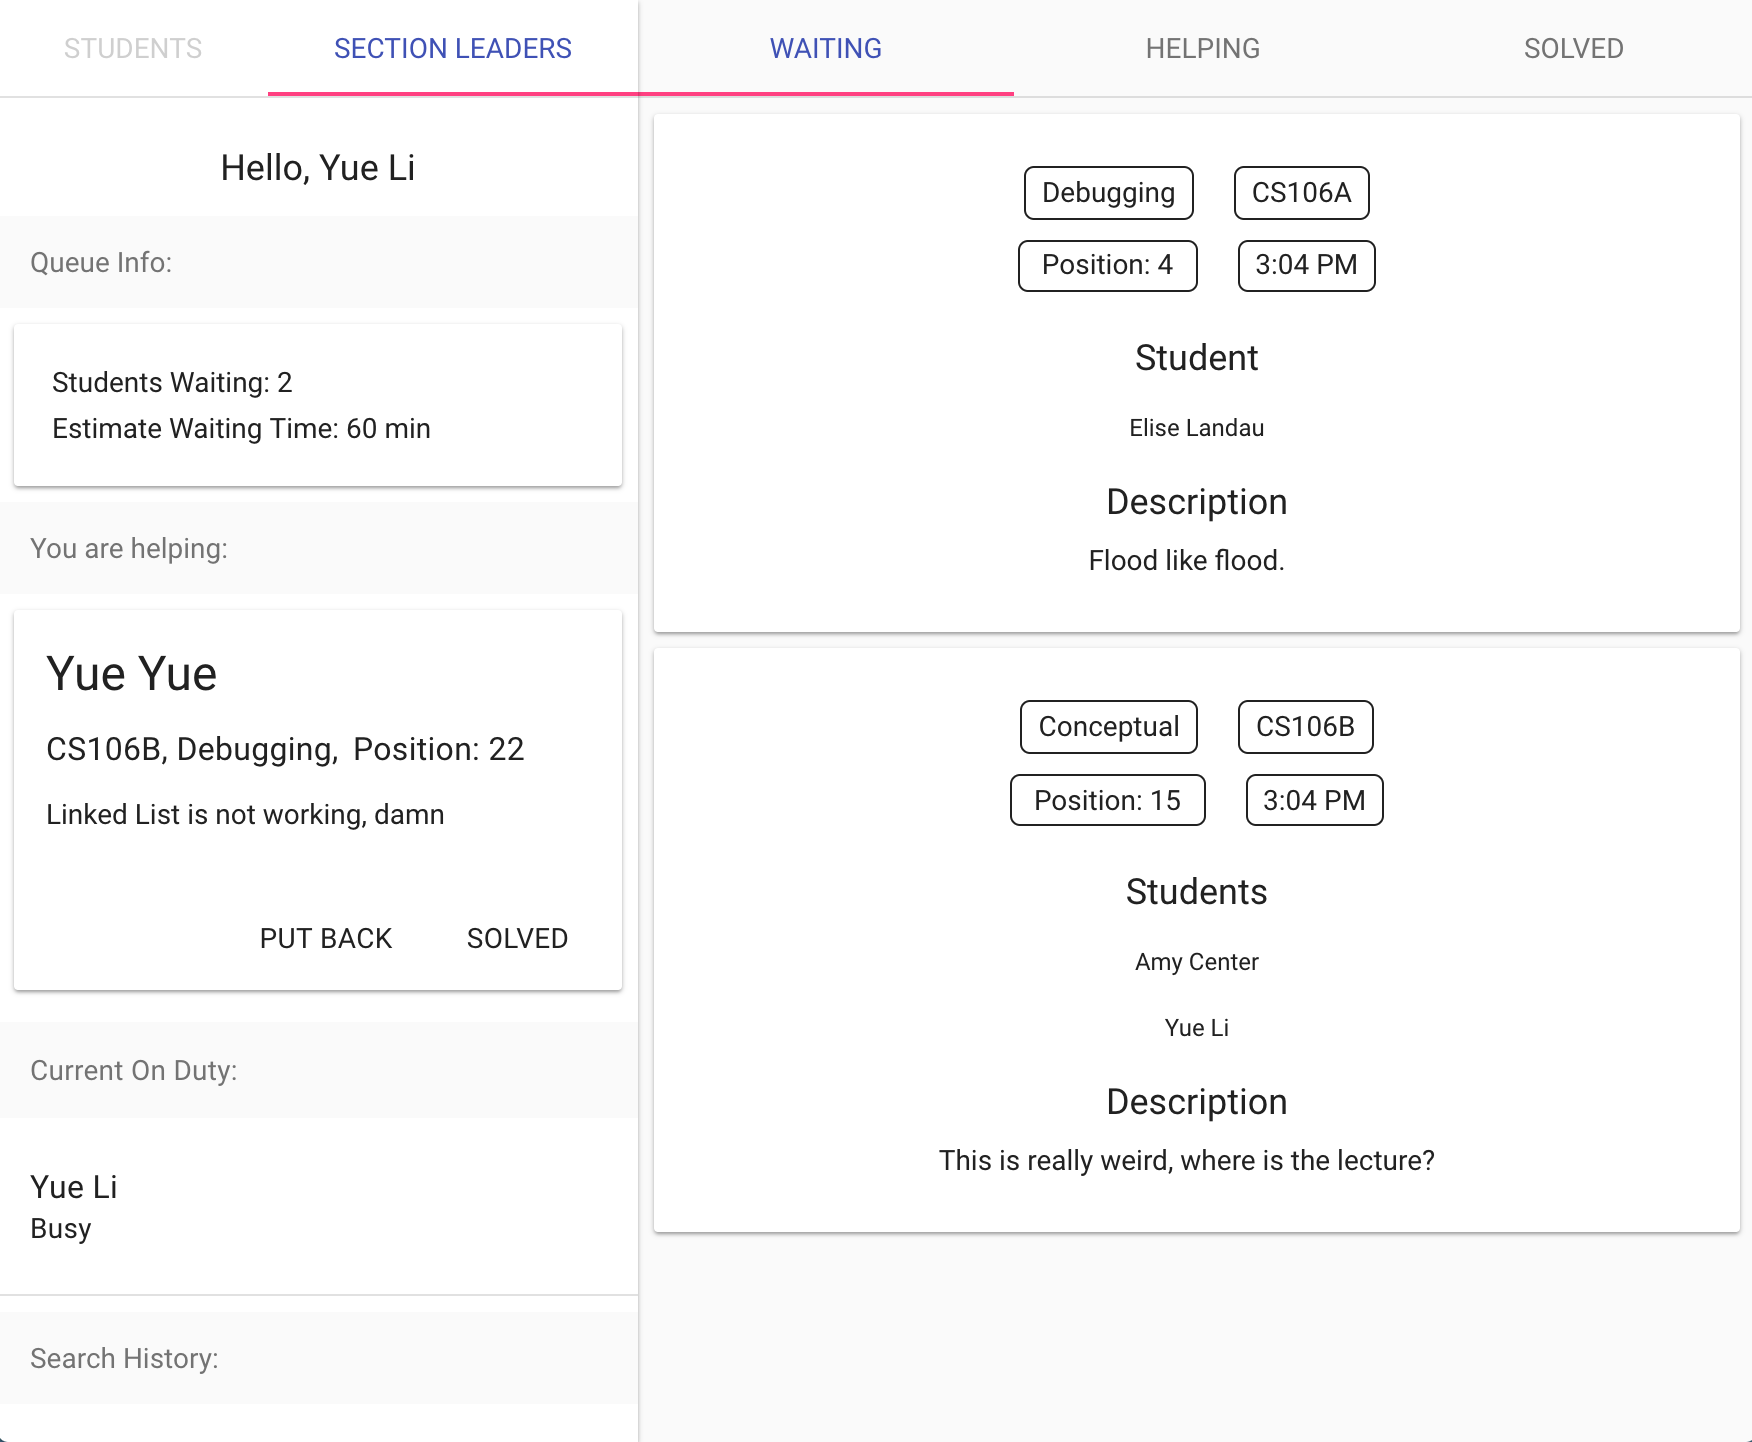 STUDENTS SECTION LEADERS
Hello, Yue Li
Queue Info:
Students Waiting: 2
Estimate Waiting Time: 60 min
You are helping:
Yue Yue
CS106B, Debugging, Position: 22
Linked List is not working, damn
PUT BACK SOLVED
Current On Duty:
Yue Li
Busy
Search History:
WAITING HELPING SOLVED
Debugging CS106A
Position: 4 3:04 PM
Student
Elise Landau
Description
Flood like flood.
Conceptual CS106B
Position: 15 3:04 PM
Students
Amy Center
Yue Li
Description
This is really weird, where is the lecture?